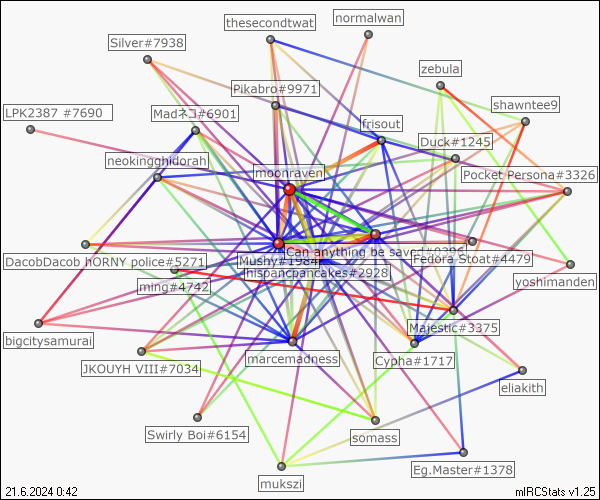 normalwan
thesecondtwat
Silver#7938
zebula
Pikabro#9971
shawntee9
LPK2387 #7690
Madネコ#6901
frisout
Duck#1245
neokingghidorah
moonraven
Pocket Persona#3326
Can anything be saved?#0386
Fedora Stoat#4479
DacobDacob hORNY police#5271
Mushy#1984
hispanicpancakes#2928
yoshimanden
ming#4742
Majestic#3375
bigcitysamurai
marcemadness
Cypha#1717
JKOUYH VIII#7034
eliakith
Swirly Boi#6154
somass
Eg.Master#1378
mukszi
21.6.2024 0:42
mIRCStats v1.25